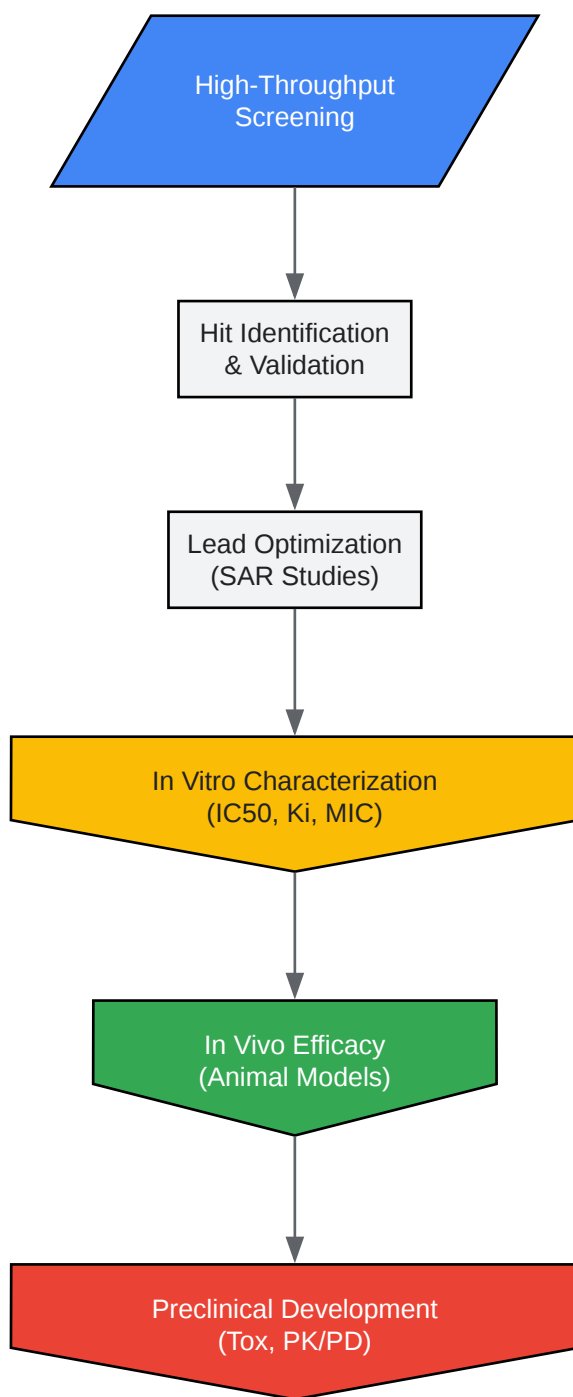 High-Throughput
Screening
Hit Identification
& Validation
Lead Optimization
(SAR Studies)
In Vitro Characterization
(IC50, Ki, MIC)
In Vivo Efficacy
(Animal Models)
Preclinical Development
(Tox, PK/PD)